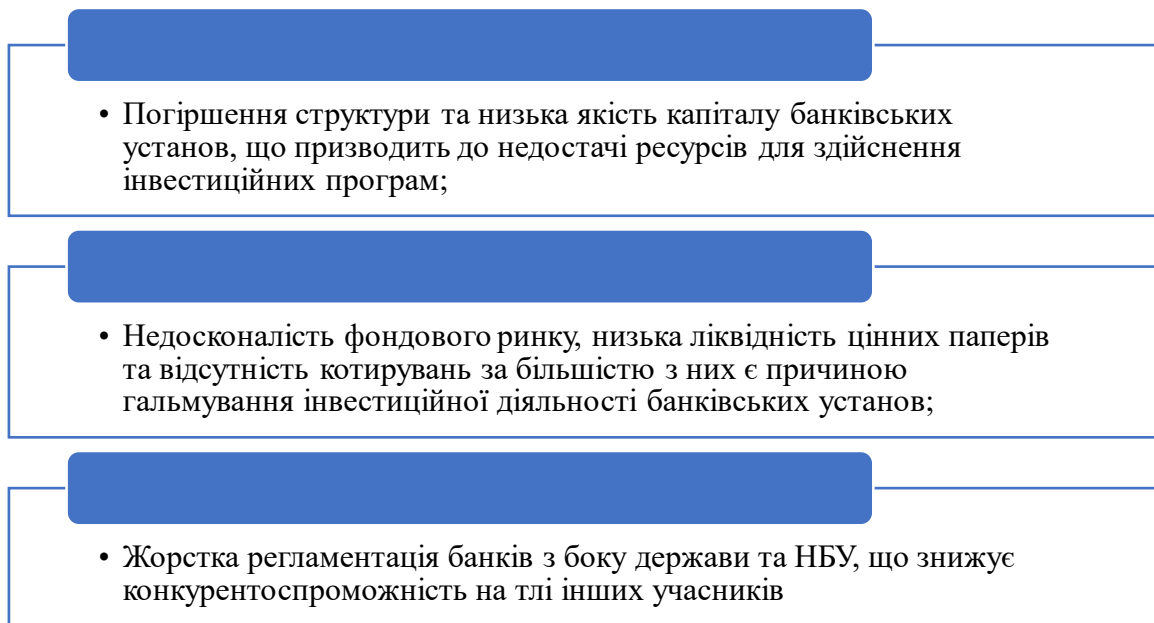 • Погіршення структури та низька якість капіталу банківських
установ, що призводить до недостачі ресурсів для здійснення
інвестиційних програм;
• Недосконалість фондового ринку, низька ліквідність цінних паперів
та відсутність котирувань за більшістю з них є причиною
гальмування інвестиційної діяльності банківських установ;
• Жорстка регламентація банків з боку держави та НБУ, що знижує
конкурентоспроможність на тлі інших учасників